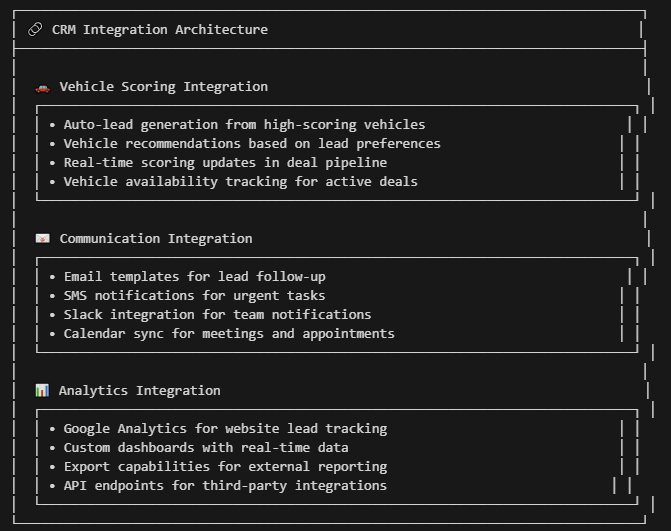 🔗 CRM Integration Architecture
🚗 Vehicle Scoring Integration
• Auto-lead generation from high-scoring vehicles
• Vehicle recommendations based on lead preferences
• Real-time scoring updates in deal pipeline
• Vehicle availability tracking for active deals
📧 Communication Integration
• Email templates for lead follow-up
• SMS notifications for urgent tasks
• Slack integration for team notifications
• Calendar sync for meetings and appointments
📊 Analytics Integration
• Google Analytics for website lead tracking
• Custom dashboards with real-time data
• Export capabilities for external reporting
• API endpoints for third-party integrations